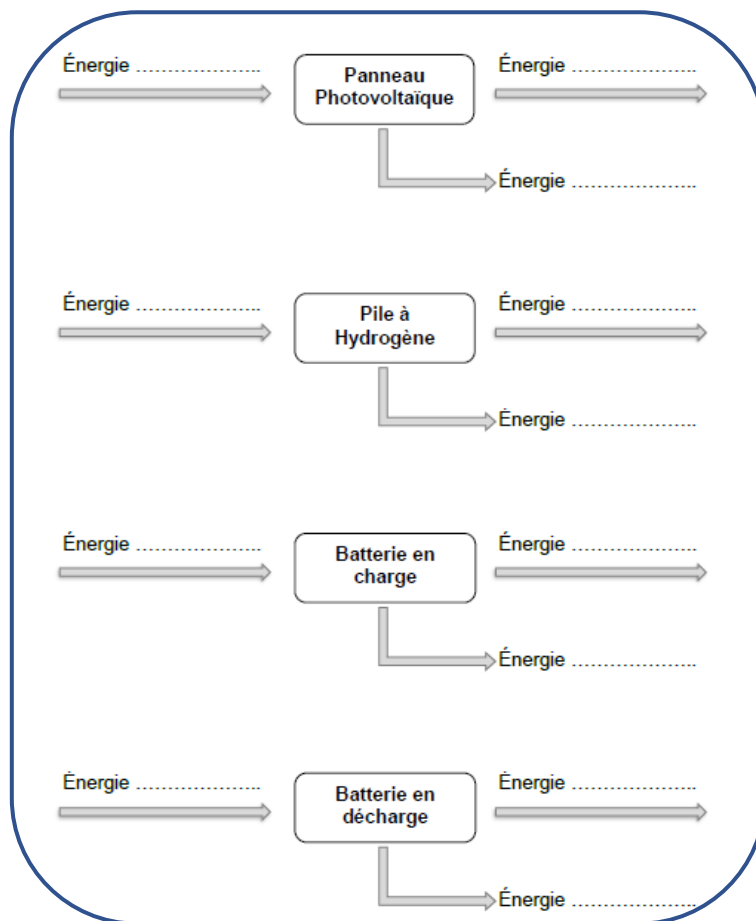 Énergie ………………..
Panneau
Photovoltaïque
Énergie ………………..
Énergie ………………..
Énergie ………………..
Pile à
Hydrogène
Énergie ………………..
Énergie ………………..
Énergie ………………..
Batterie en
charge
Énergie ………………..
Énergie ………………..
Énergie ………………..
Batterie en
décharge
Énergie ………………..
Énergie ………………..